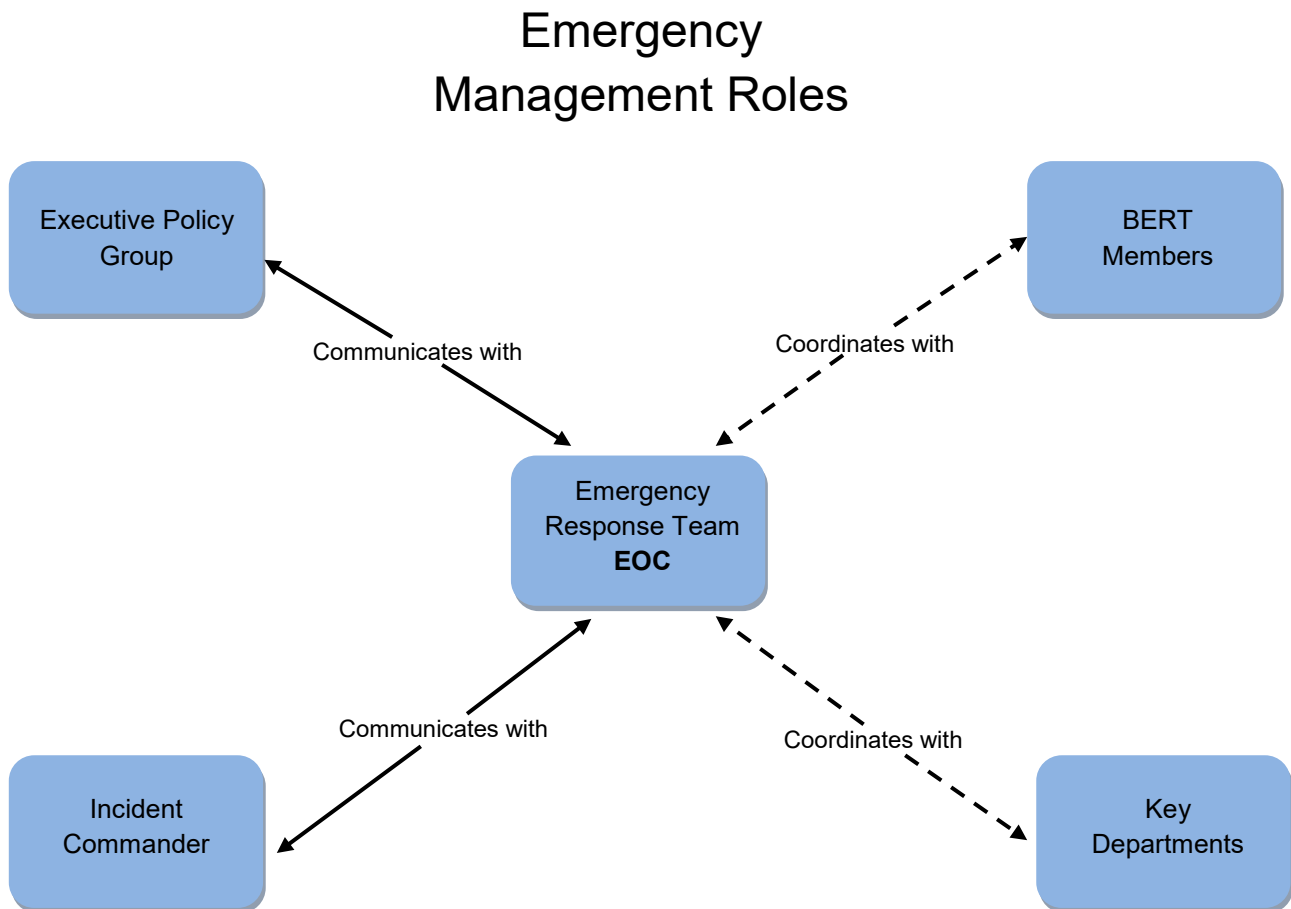 Emergency
Management Roles
Executive Policy
Group
BERT
Members
Communicates with
Coordinates with
Emergency
Response Team
EOC
Communicates with
Coordinates with
Incident
Commander
Key
Departments